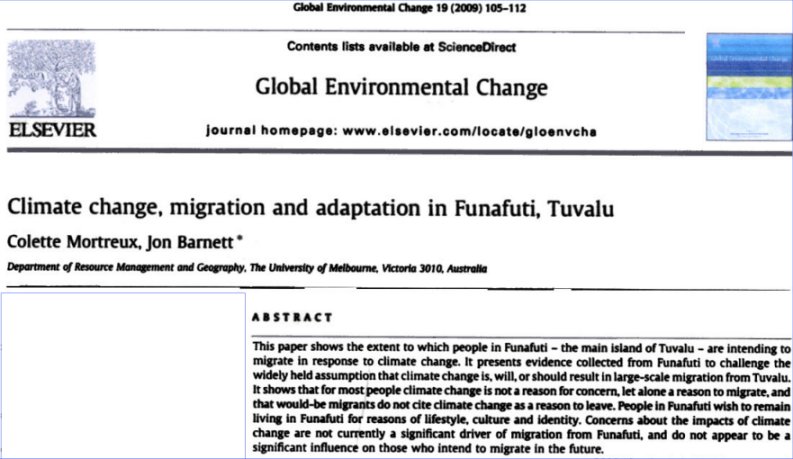 Global Environmental Change 19 (2009) 105–112
Contents lists available at ScienceDirect
Global Environmental Change
journal homepage: www.elsevier.com/locate/gloenvcha
ELSEVIER
Global Environmental Change
Climate change, migration and adaptation in Funafuti, Tuvalu
Colette Mortreux, Jon Barnett *
Department of Resource Management and Geography, The University of Melbourne, Victoria 3010, Australia
ABSTRACT
This paper shows the extent to which people in Funafuti – the main island of Tuvalu – are intending to
migrate in response to climate change. It presents evidence collected from Funafuti to challenge the
widely held assumption that climate change is, will, or should result in large-scale migration from Tuvalu.
It shows that for most people climate change is not a reason for concern, let alone a reason to migrate, and
that would-be migrants do not cite climate change as a reason to leave. People in Funafuti wish to remain
living in Funafuti for reasons of lifestyle, culture and identity. Concerns about the impacts of climate
change are not currently a significant driver of migration from Funafuti, and do not appear to be a
significant influence on those who intend to migrate in the future.